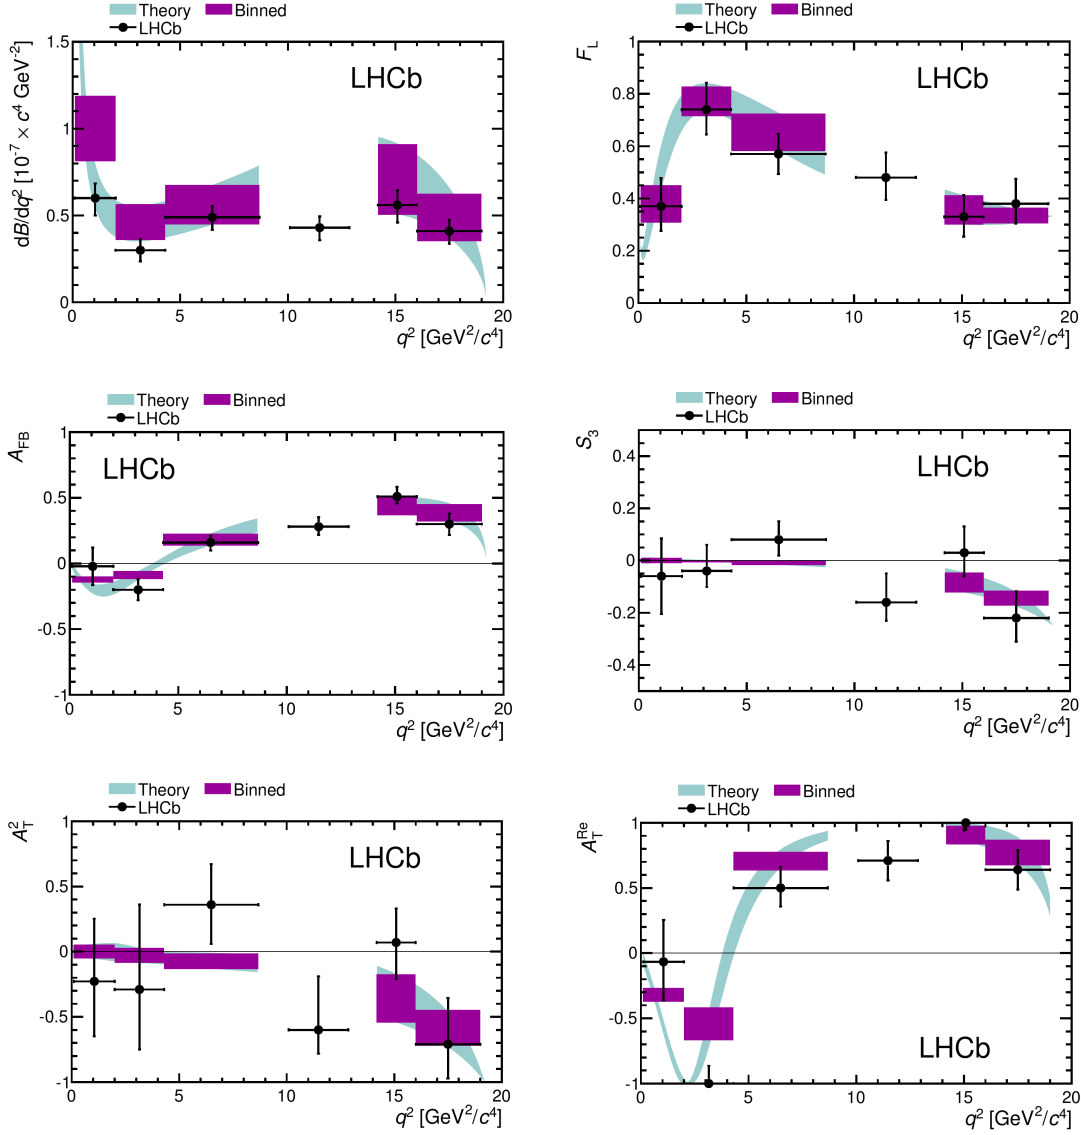 Theory Binned
LHCb
dB/dq² [10⁻⁷ × c⁴ GeV⁻²]
1.5
1
0.5
0
LHCb
0 5 10 15 20
q² [GeV²/c⁴]
Theory Binned
LHCb
F_L
1
0.8
0.6
0.4
0.2
0
LHCb
0 5 10 15 20
q² [GeV²/c⁴]
Theory Binned
LHCb
A_FB
1
0.5
0
-0.5
-1
LHCb
0 5 10 15 20
q² [GeV²/c⁴]
Theory Binned
LHCb
S₃
0.4
0.2
0
-0.2
-0.4
LHCb
0 5 10 15 20
q² [GeV²/c⁴]
Theory Binned
LHCb
A_T²
1
0.5
0
-0.5
-1
LHCb
0 5 10 15 20
q² [GeV²/c⁴]
Theory Binned
LHCb
A_T^Re
1
0.5
0
-0.5
-1
LHCb
0 5 10 15 20
q² [GeV²/c⁴]